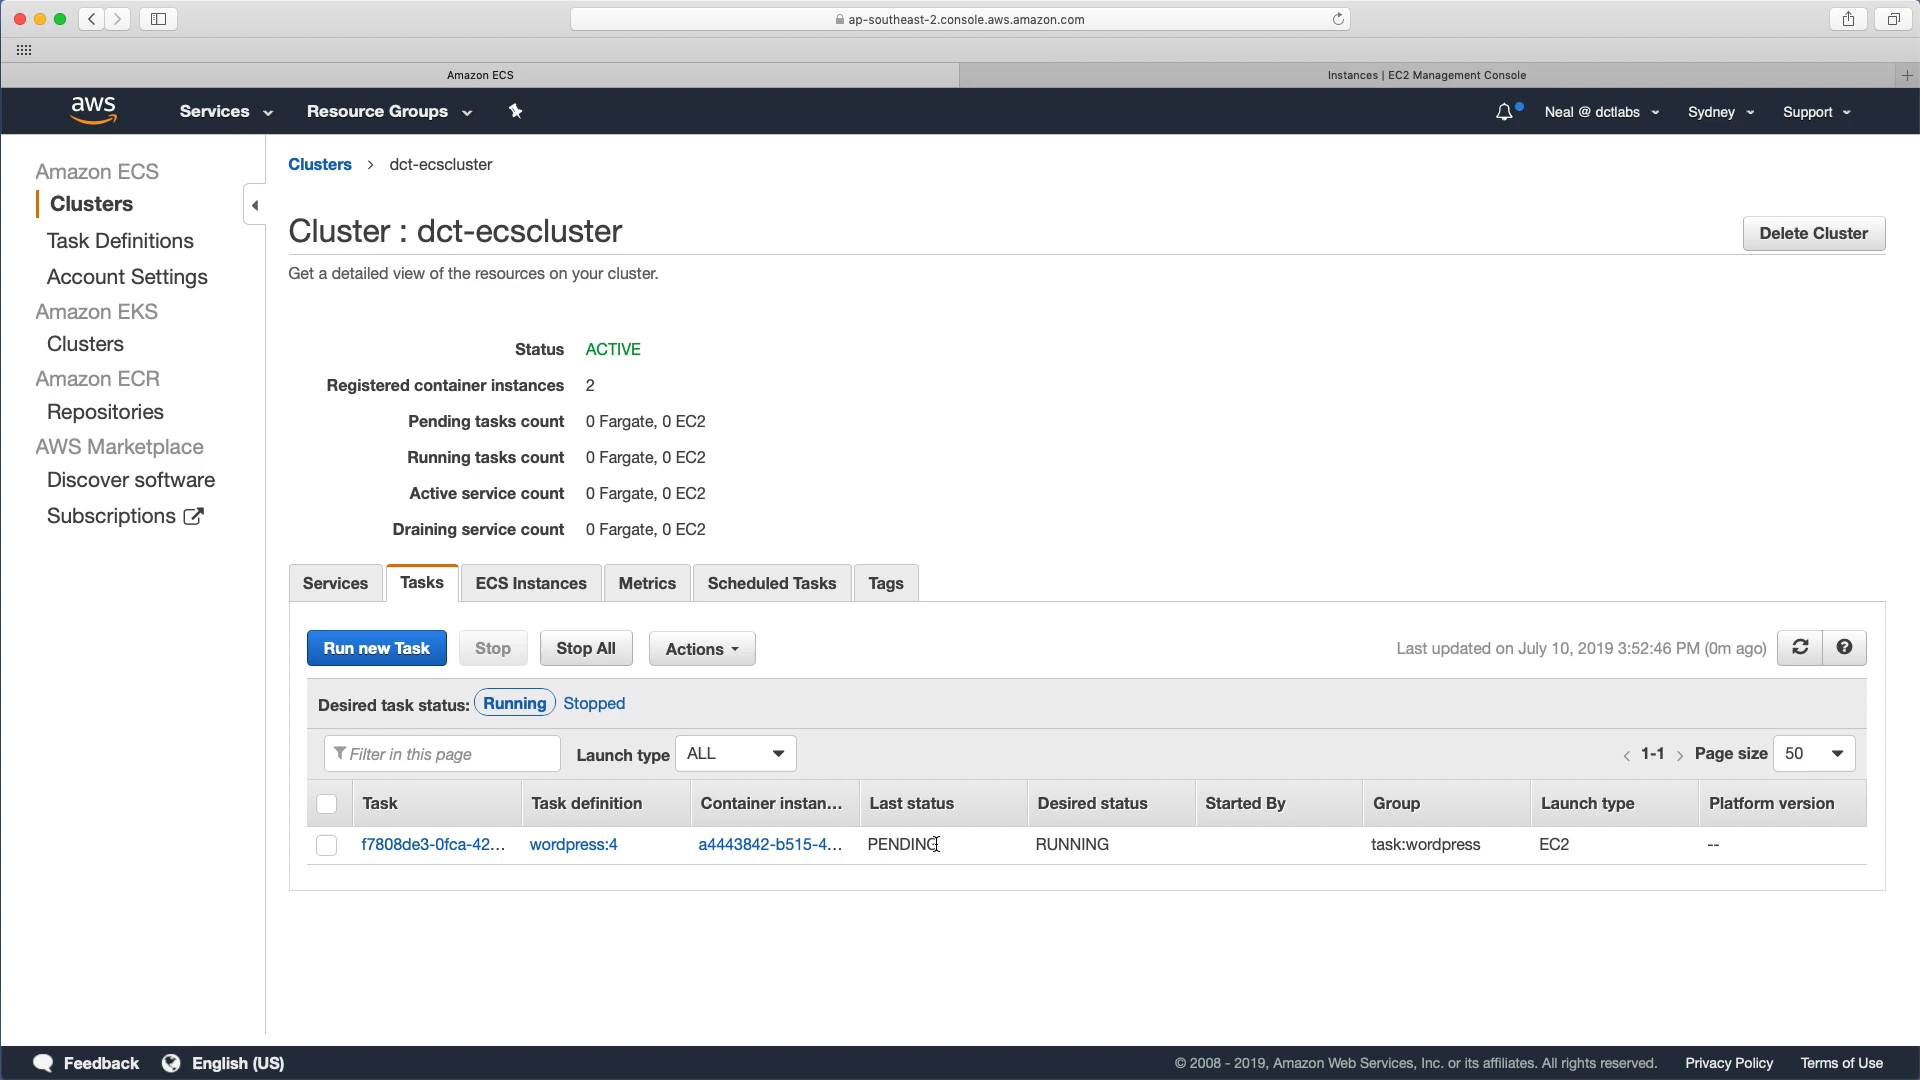 ap-southeast-2.console.aws.amazon.com
Amazon ECS
Instances | EC2 Management Console
aws
Services
Resource Groups
Neal @ dctlabs
Sydney
Support
Amazon ECS
Clusters
Task Definitions
Account Settings
Amazon EKS
Clusters
Amazon ECR
Repositories
AWS Marketplace
Discover software
Subscriptions
Clusters > dct-ecscluster
Cluster : dct-ecscluster
Delete Cluster
Get a detailed view of the resources on your cluster.
Status ACTIVE
Registered container instances 2
Pending tasks count 0 Fargate, 0 EC2
Running tasks count 0 Fargate, 0 EC2
Active service count 0 Fargate, 0 EC2
Draining service count 0 Fargate, 0 EC2
Services Tasks ECS Instances Metrics Scheduled Tasks Tags
Run new Task Stop Stop All Actions
Last updated on July 10, 2019 3:52:46 PM (0m ago)
Desired task status: Running Stopped
Filter in this page Launch type ALL < 1-1 > Page size 50
Task Task definition Container instan... Last status Desired status Started By Group Launch type Platform version
f7808de3-0fca-42... wordpress:4 a4443842-b515-4... PENDING RUNNING task:wordpress EC2 --
Feedback English (US)
© 2008 - 2019, Amazon Web Services, Inc. or its affiliates. All rights reserved. Privacy Policy Terms of Use